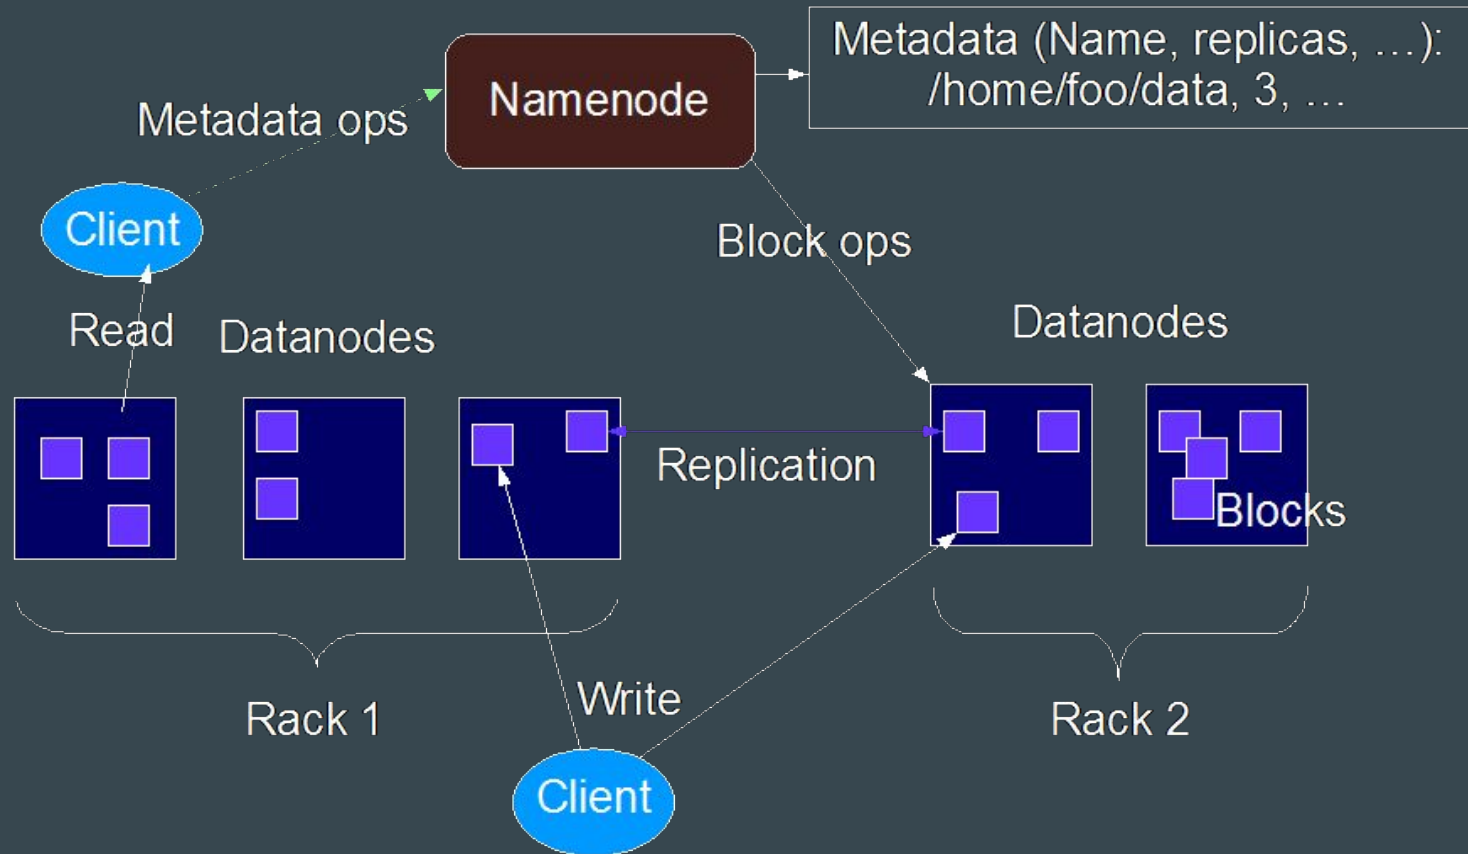 Metadata (Name, replicas, …):
/home/foo/data, 3, …
Namenode
Metadata ops
Client
Block ops
Read
Datanodes
Datanodes
Replication
Blocks
Write
Rack 1
Rack 2
Client